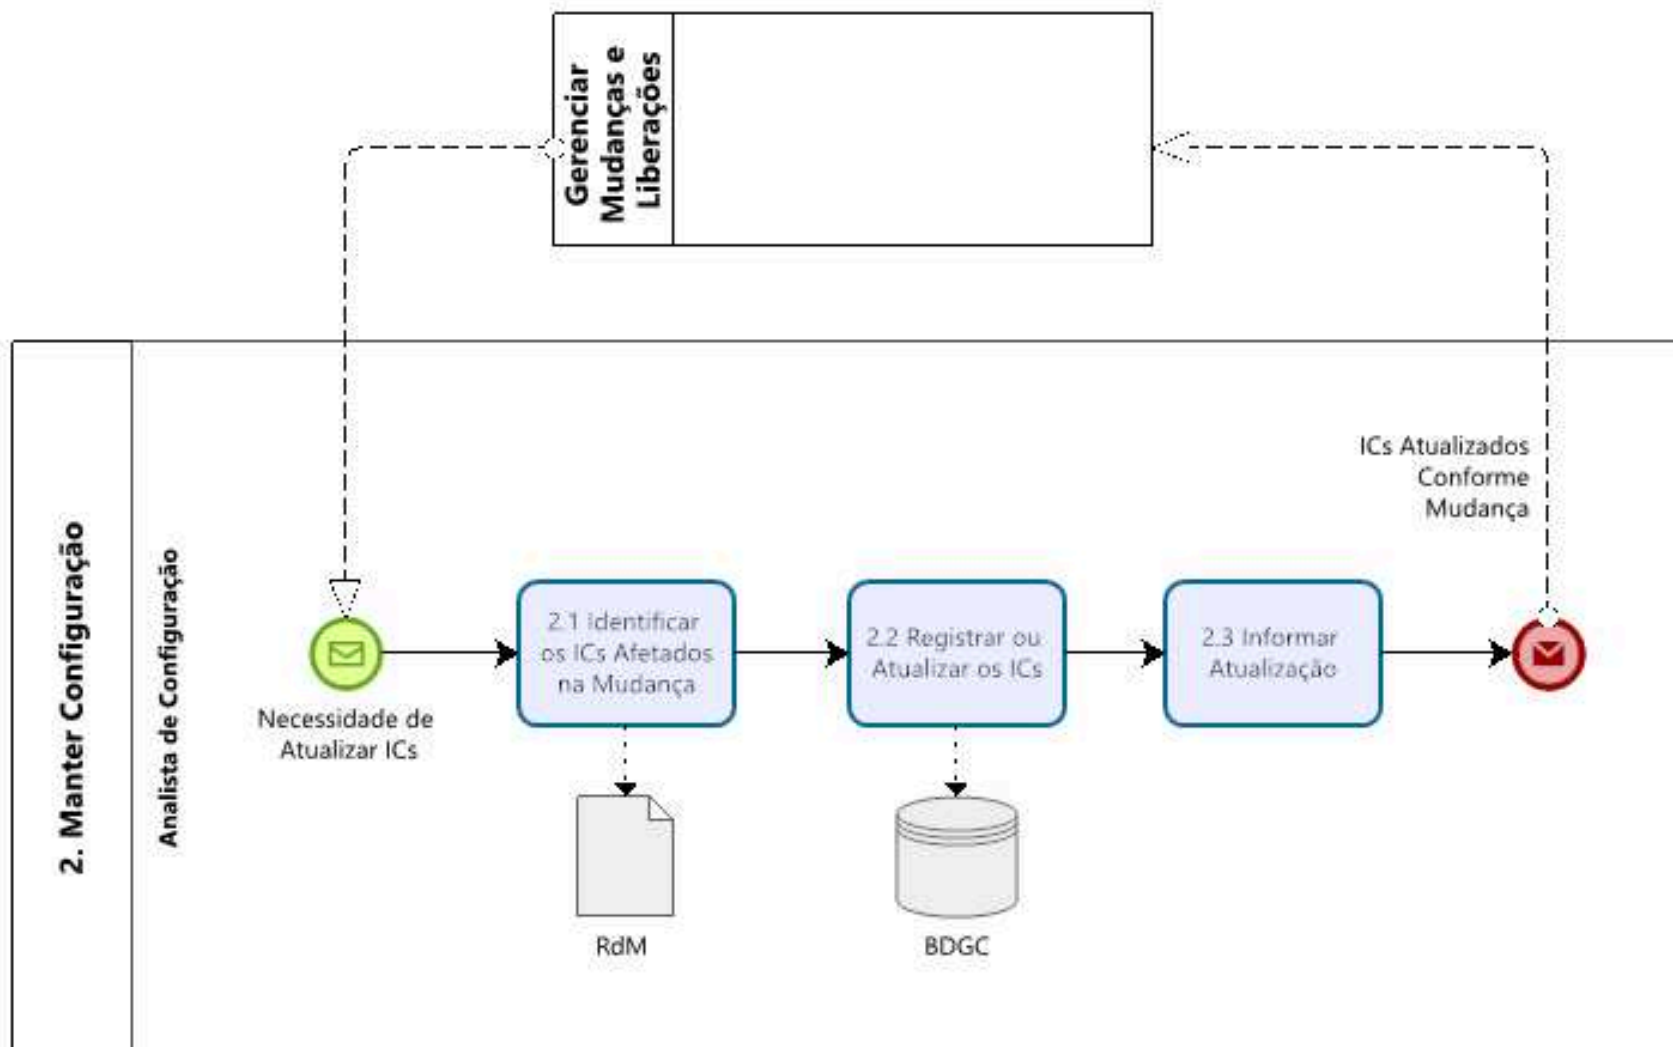 Gerenciar
Mudanças e
Liberações
2. Manter Configuração
Analista de Configuração
ICs Atualizados
Conforme
Mudança
Necessidade de
Atualizar ICs
2.1 Identificar
os ICs Afetados
na Mudança
2.2 Registrar ou
Atualizar os ICs
2.3 Informar
Atualização
RdM
BDGC